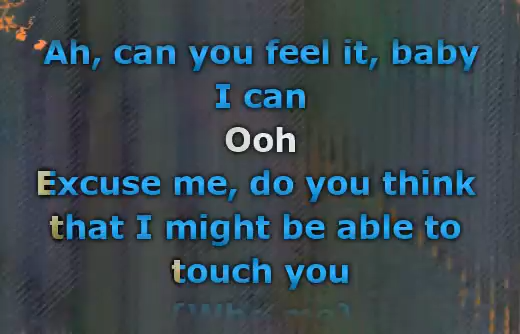 Ah, can you feel it, baby
I can
Ooh
Excuse me, do you think
that I might be able to
touch you